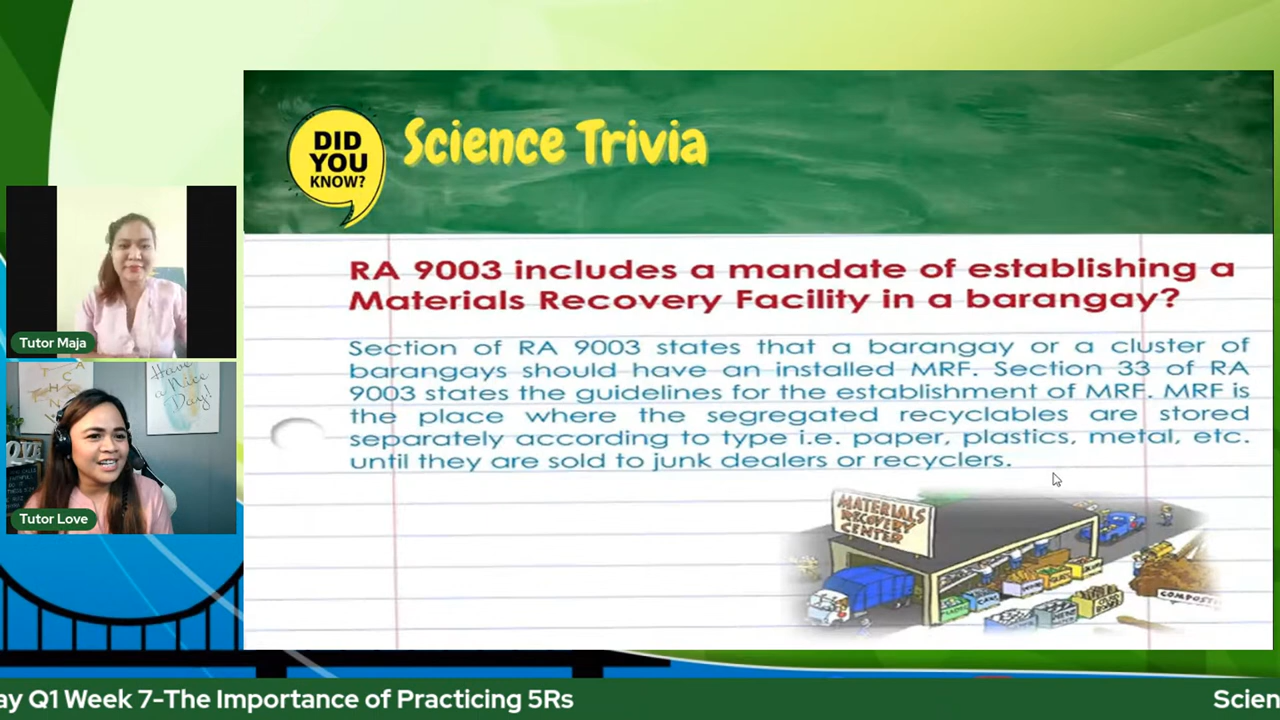 DID
YOU
KNOW?
Science Trivia
RA 9003 includes a mandate of establishing a
Materials Recovery Facility in a barangay?
Section of RA 9003 states that a barangay or a cluster of
barangays should have an installed MRF. Section 33 of RA
9003 states the guidelines for the establishment of MRF. MRF is
the place where the segregated recyclables are stored
separately according to type i.e. paper, plastics, metal, etc.
until they are sold to junk dealers or recyclers.
MATERIALS
RECOVERY
CENTER
Tutor Maja
Have
a Nice
Day!
Tutor Love
ay Q1 Week 7-The Importance of Practicing 5Rs
Scien